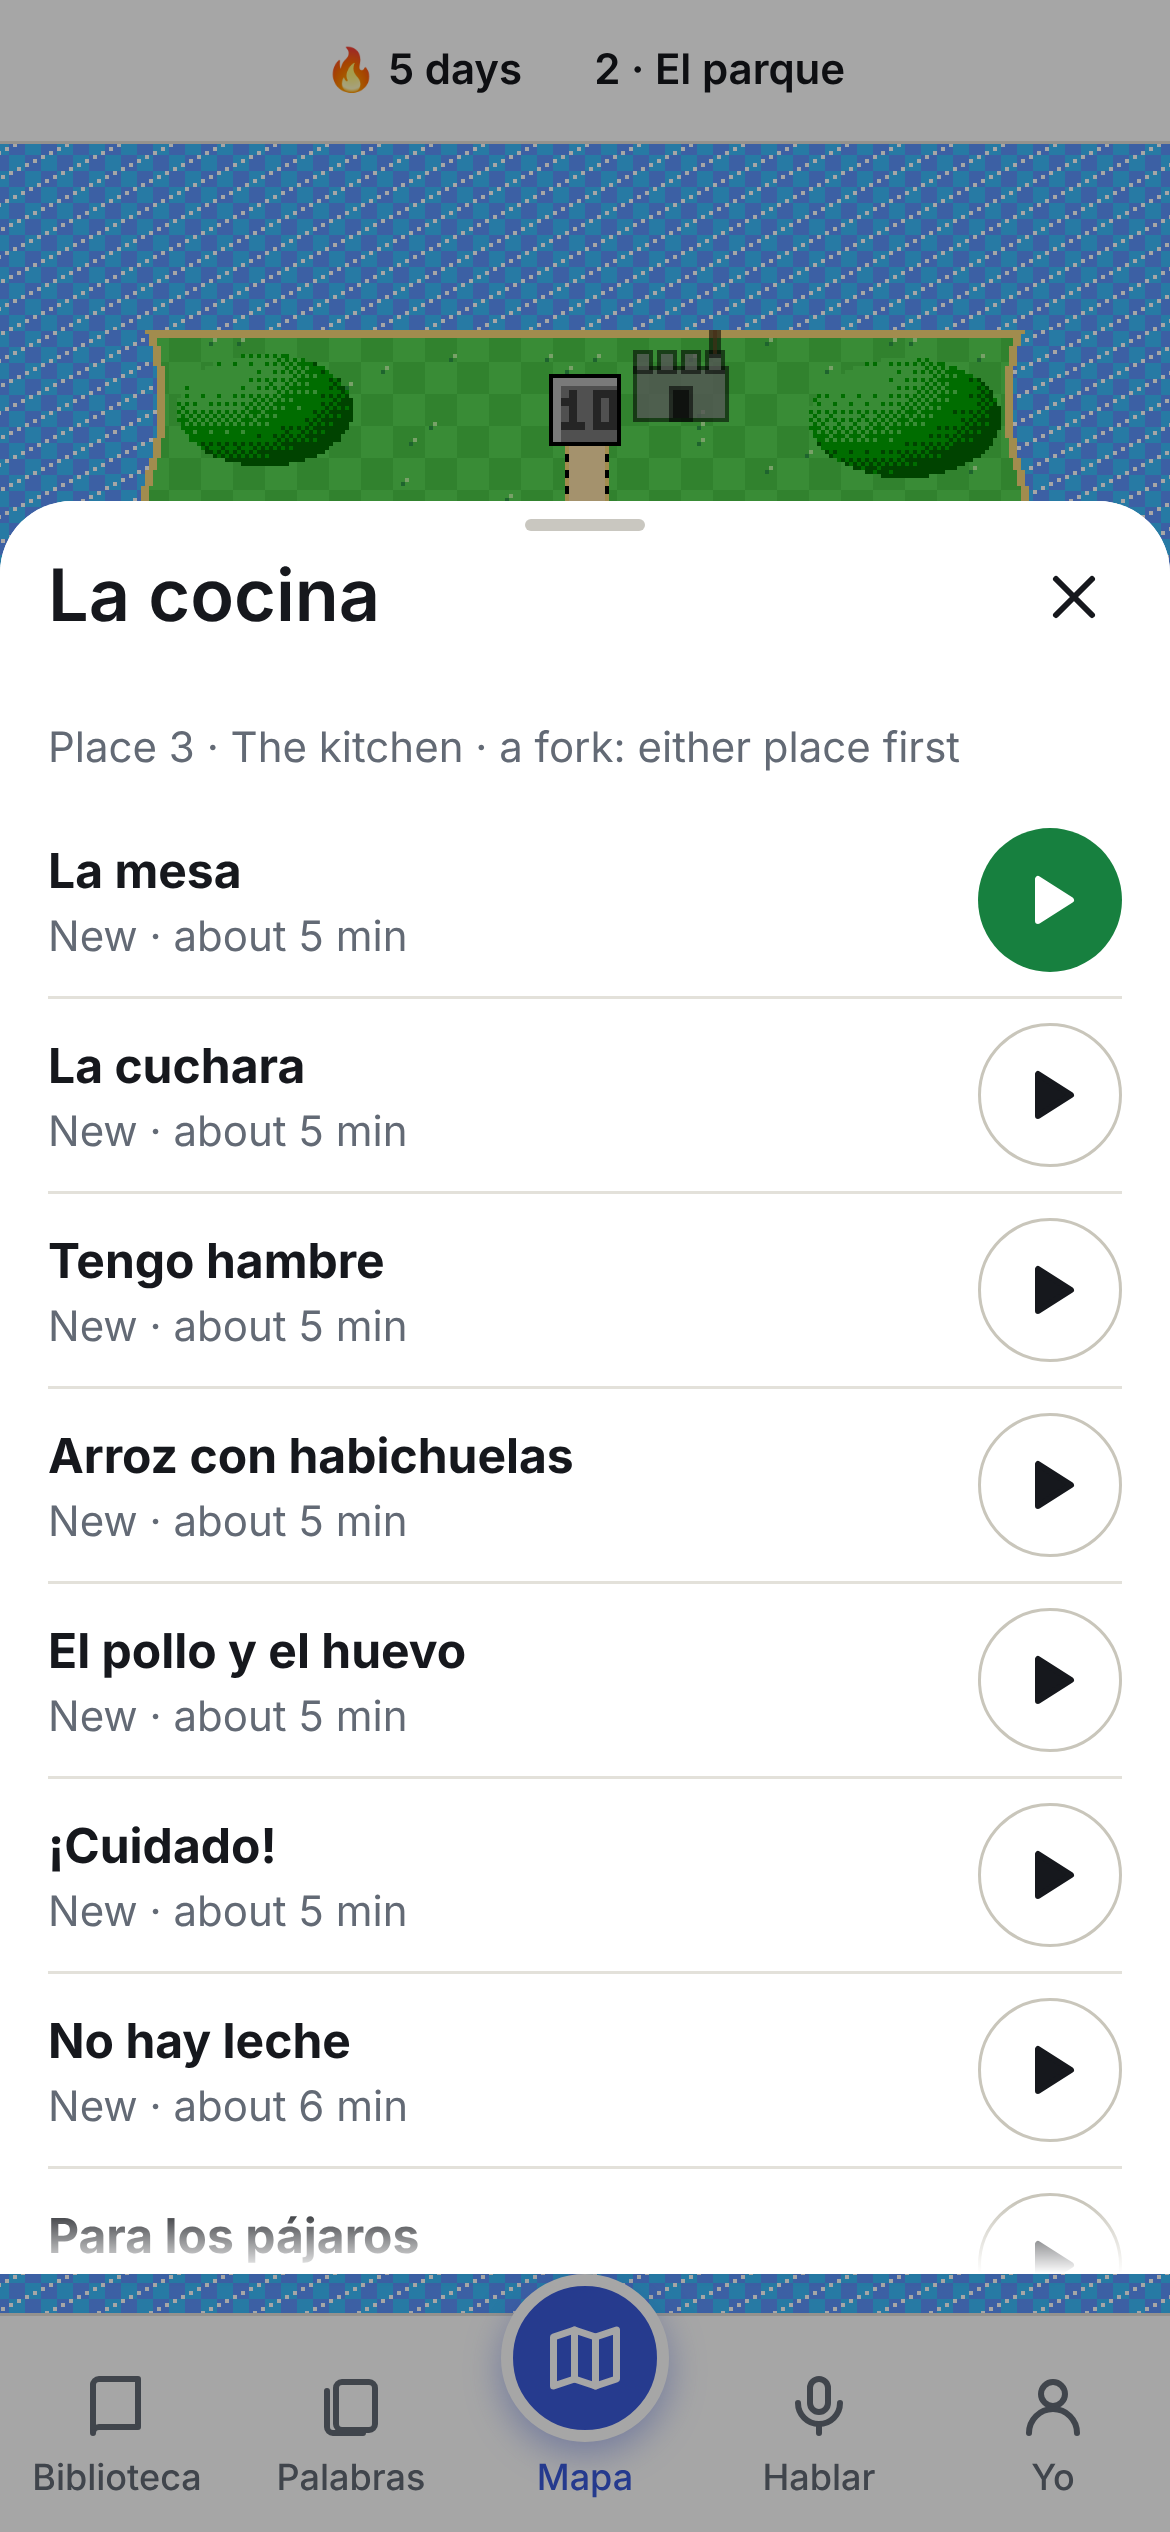 5 days
2 · El parque
10
La cocina
Place 3 · The kitchen · a fork: either place first
La mesa
New · about 5 min
La cuchara
New · about 5 min
Tengo hambre
New · about 5 min
Arroz con habichuelas
New · about 5 min
El pollo y el huevo
New · about 5 min
¡Cuidado!
New · about 5 min
No hay leche
New · about 6 min
Para los pájaros
Biblioteca
Palabras
Mapa
Hablar
Yo